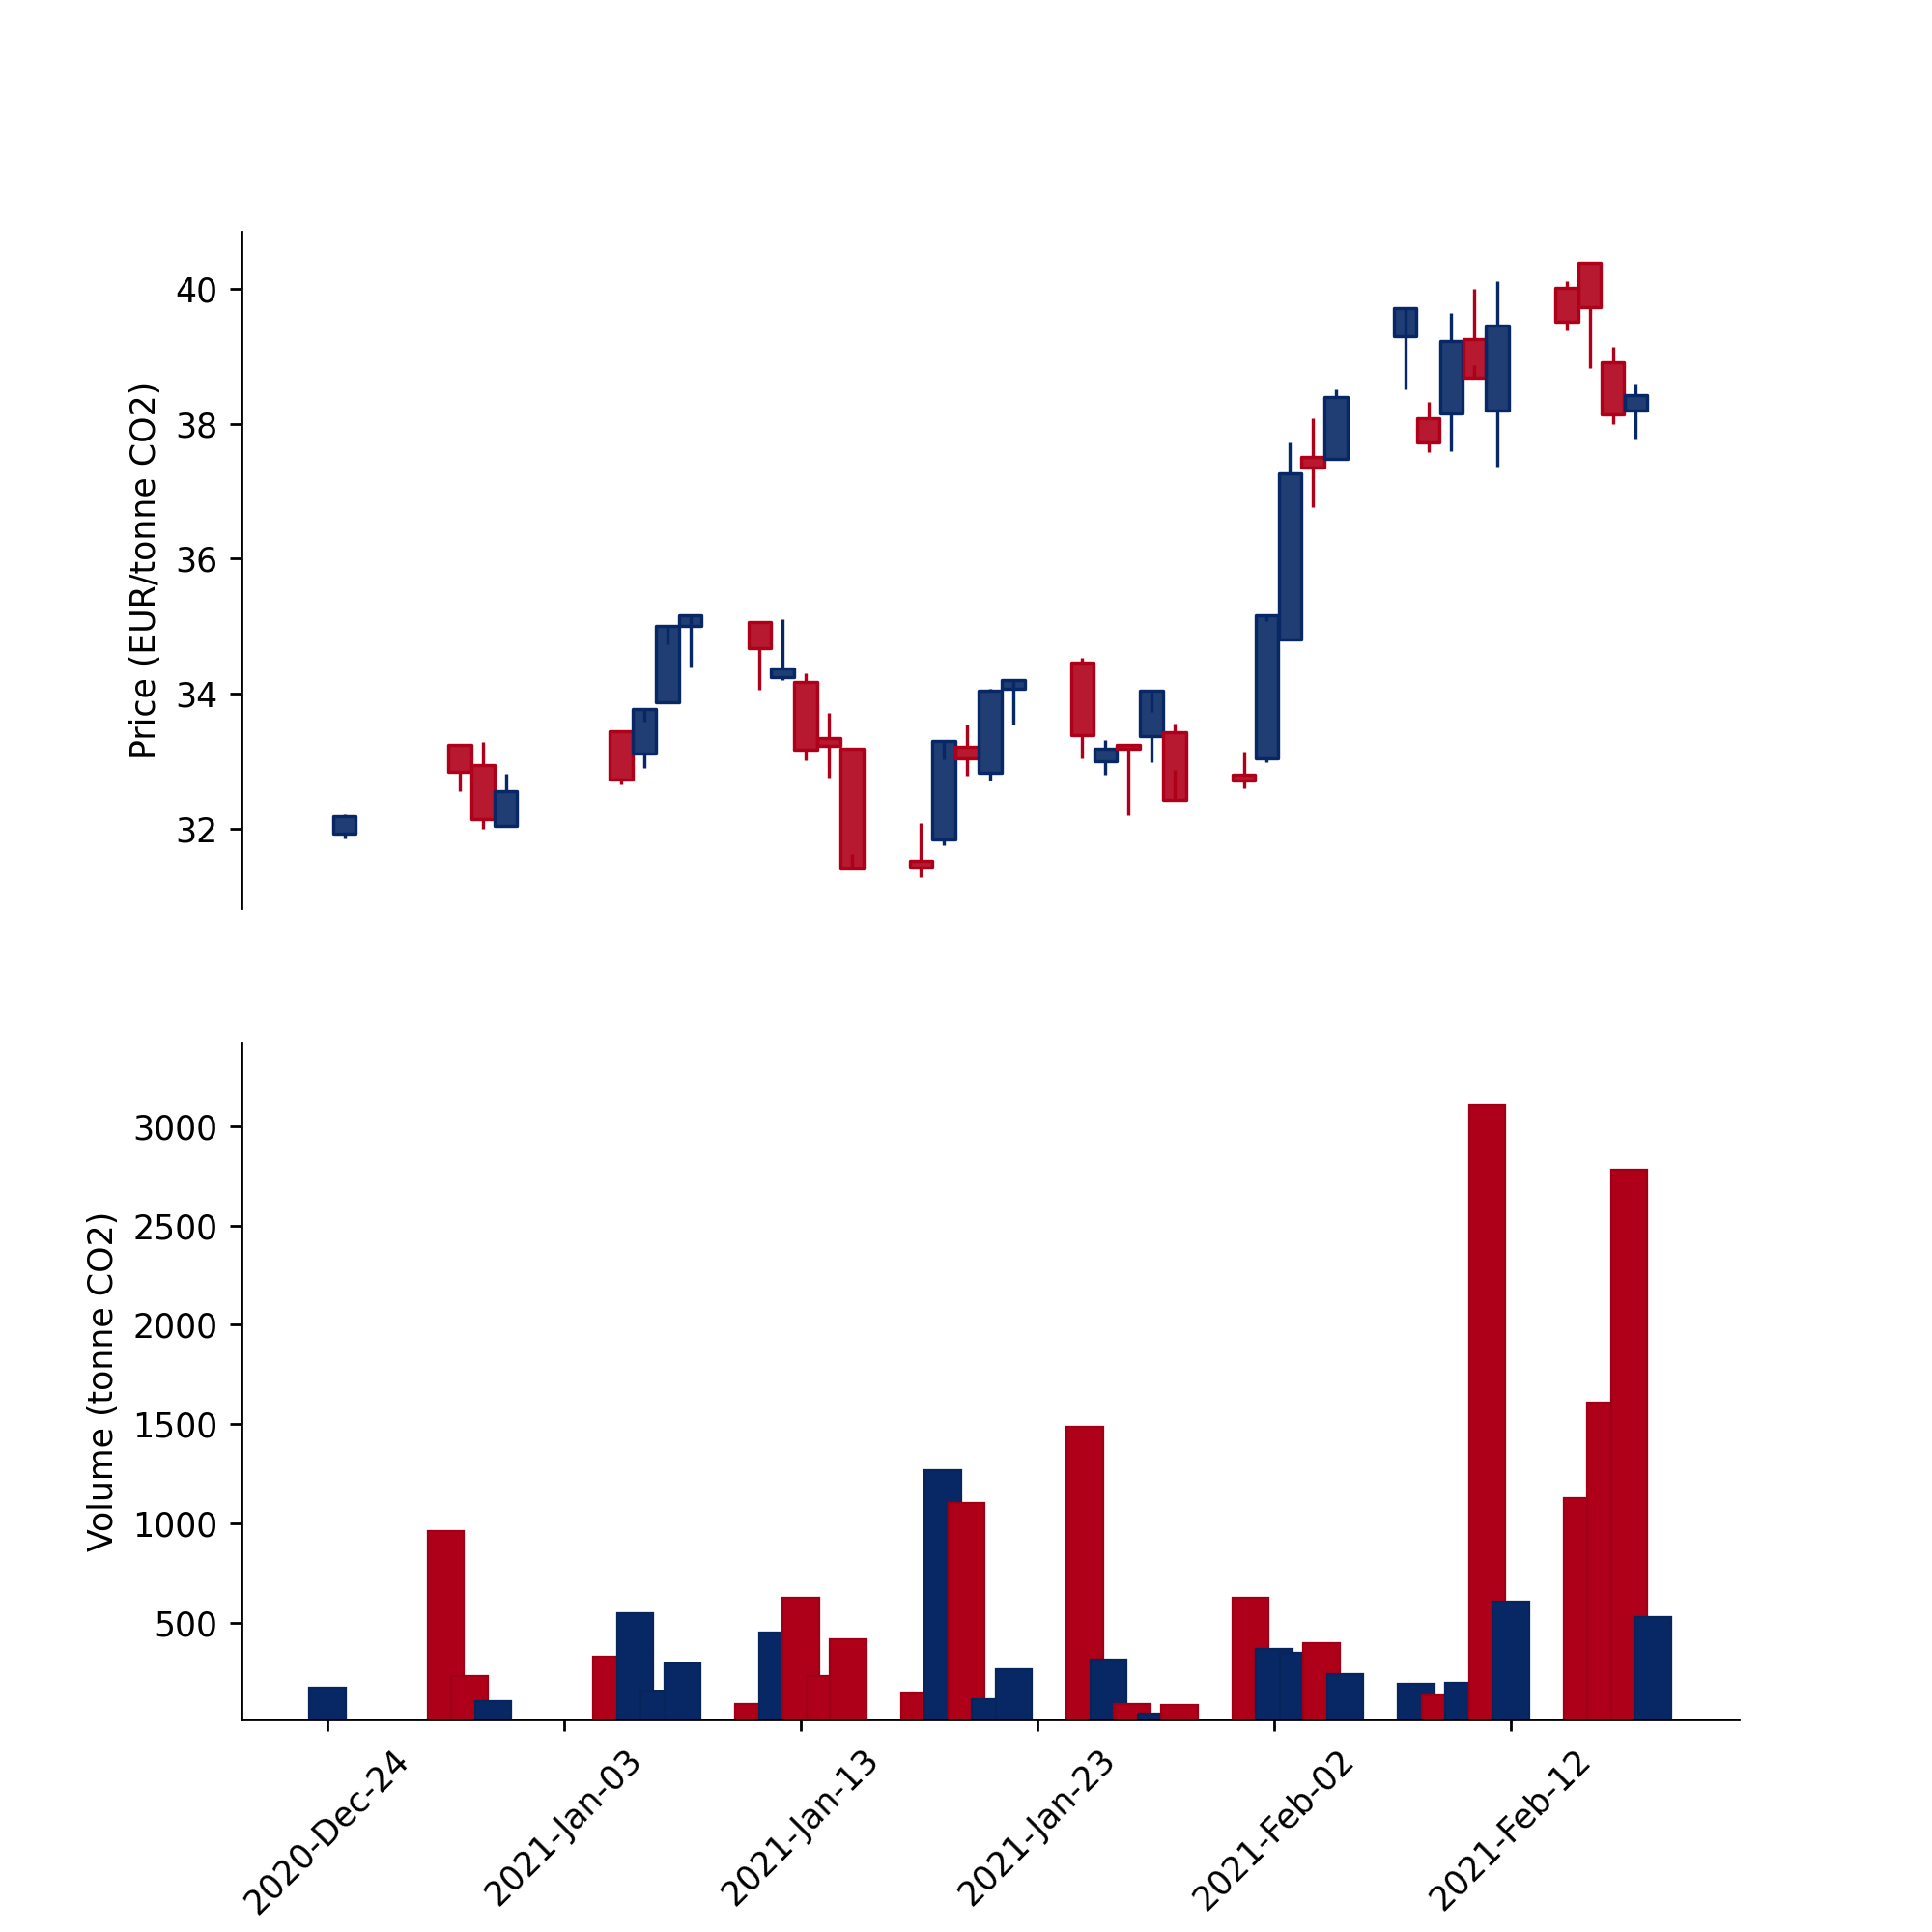 Price (EUR/tonne CO2)
40
38
36
34
32
Volume (tonne CO2)
3000
2500
2000
1500
1000
500
2020-Dec-24
2021-Jan-03
2021-Jan-13
2021-Jan-23
2021-Feb-02
2021-Feb-12